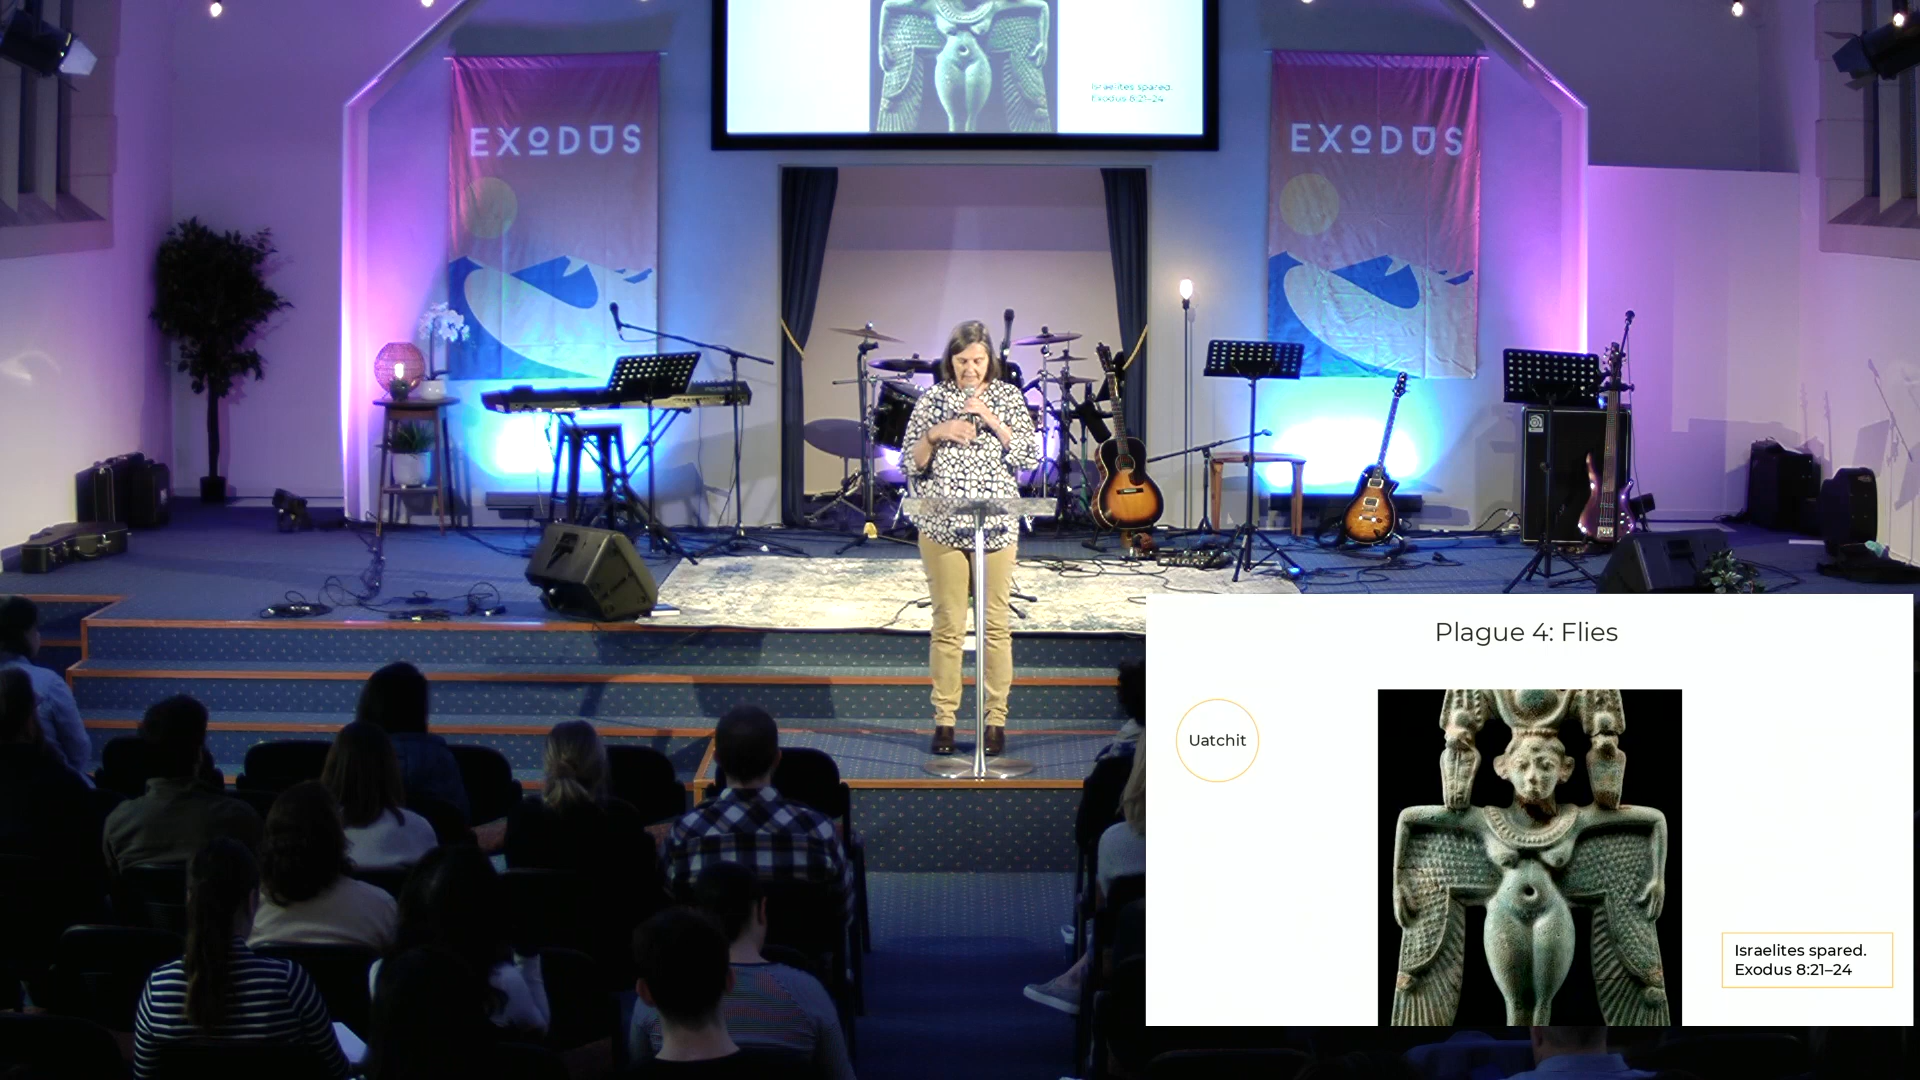 EXODUS
EXODUS
Israelites spared.
Exodus 8:21–24
Plague 4: Flies
Uatchit
Israelites spared.
Exodus 8:21–24